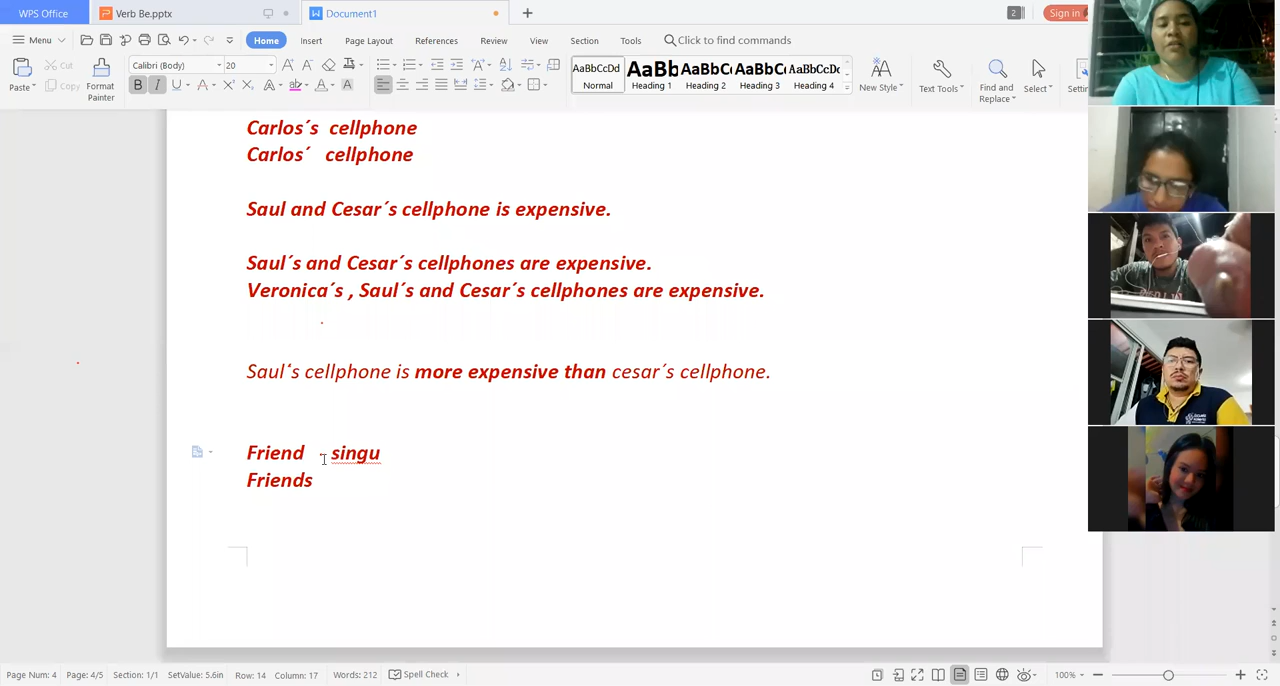 WPS Office Verb Be.pptx Document1 + 2 Sign in
Menu Home Insert Page Layout References Review View Section Tools Click to find commands
Paste Cut Copy Format Painter Calibri (Body) 20 AaBbCcDd Normal AaBb Heading 1 AaBbC Heading 2 AaBbC Heading 3 AaBbCcDc Heading 4 New Style Text Tools Find and Replace Select
Carlos´s cellphone
Carlos´ cellphone
Saul and Cesar´s cellphone is expensive.
Saul´s and Cesar´s cellphones are expensive.
Veronica´s , Saul´s and Cesar´s cellphones are expensive.
Saul‘s cellphone is more expensive than cesar´s cellphone.
Friend singu
Friends
Page Num: 4 Page: 4/5 Section: 1/1 SetValue: 5.6in Row: 14 Column: 17 Words: 212 Spell Check 100%